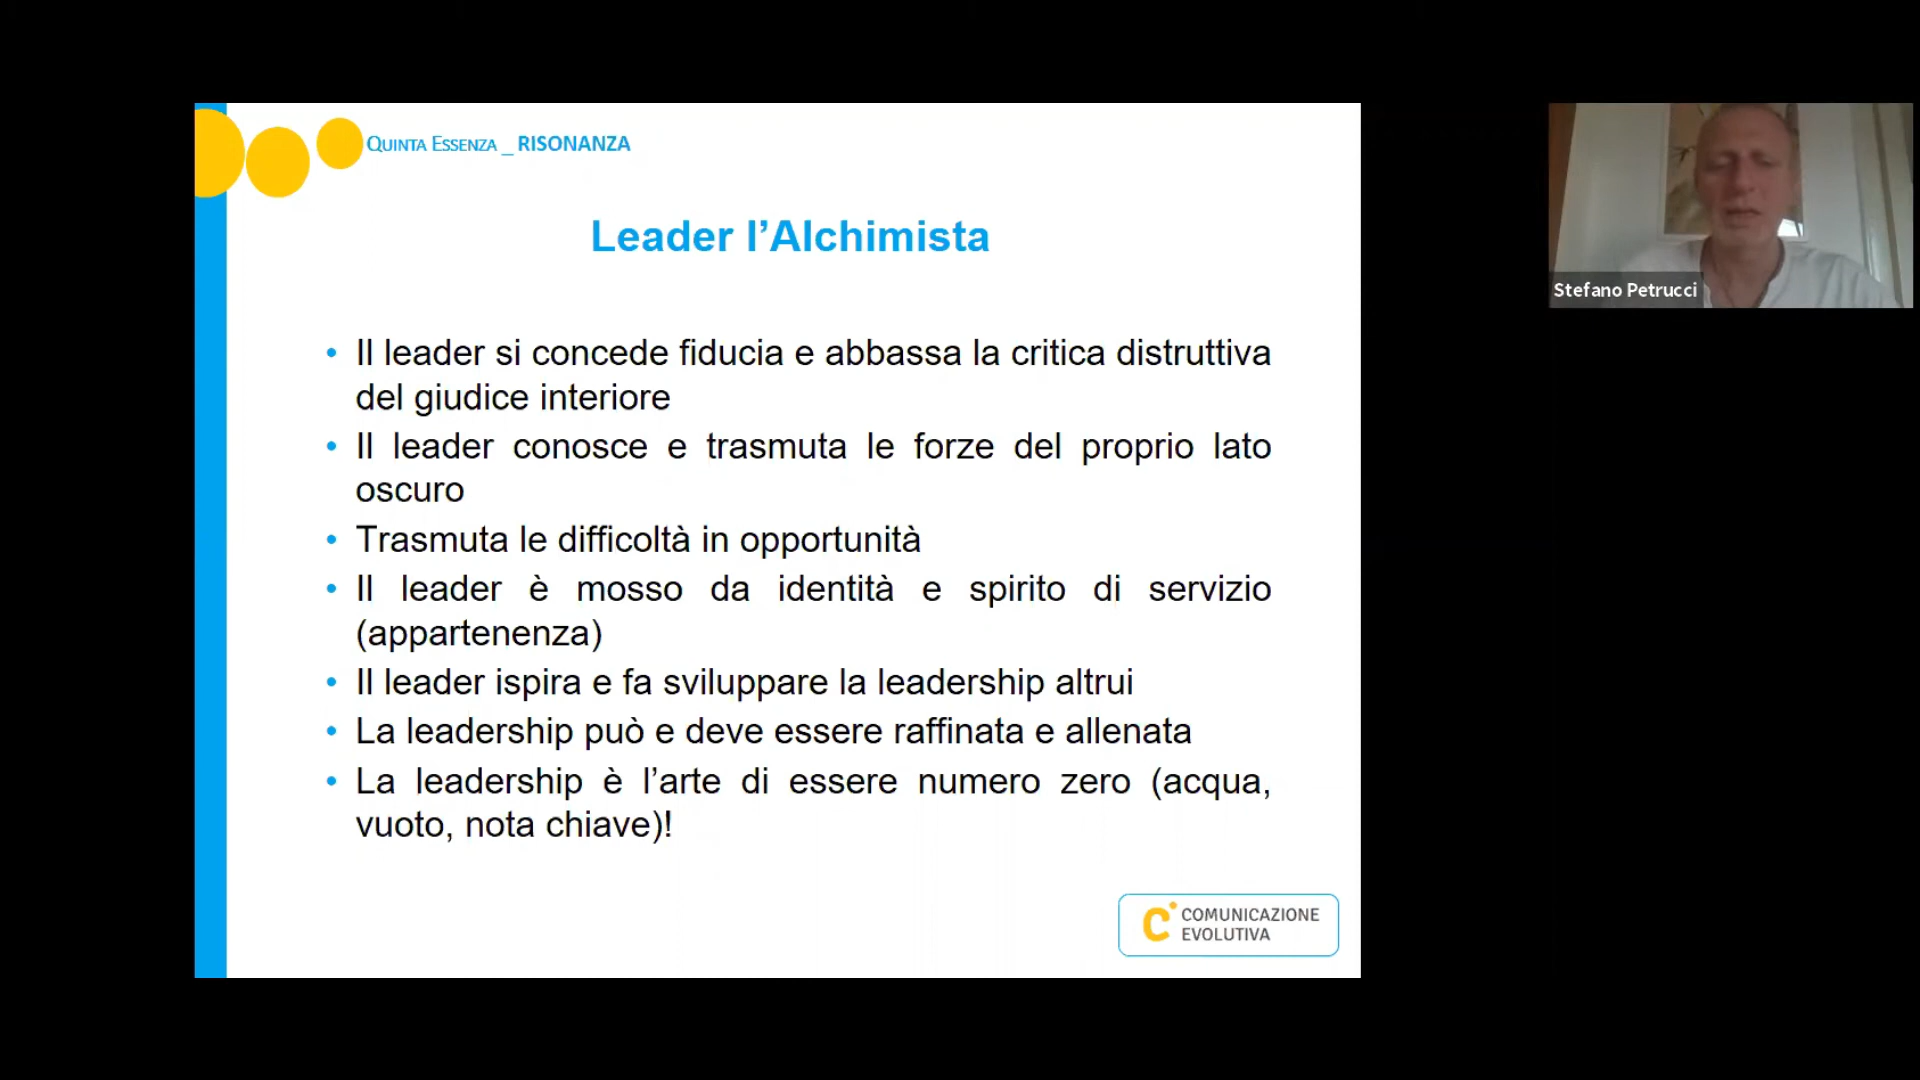 QUINTA ESSENZA _ RISONANZA
Leader l’Alchimista
• Il leader si concede fiducia e abbassa la critica distruttiva
del giudice interiore
• Il leader conosce e trasmuta le forze del proprio lato
oscuro
• Trasmuta le difficoltà in opportunità
• Il leader è mosso da identità e spirito di servizio
(appartenenza)
• Il leader ispira e fa sviluppare la leadership altrui
• La leadership può e deve essere raffinata e allenata
• La leadership è l’arte di essere numero zero (acqua,
vuoto, nota chiave)!
COMUNICAZIONE
EVOLUTIVA
Stefano Petrucci